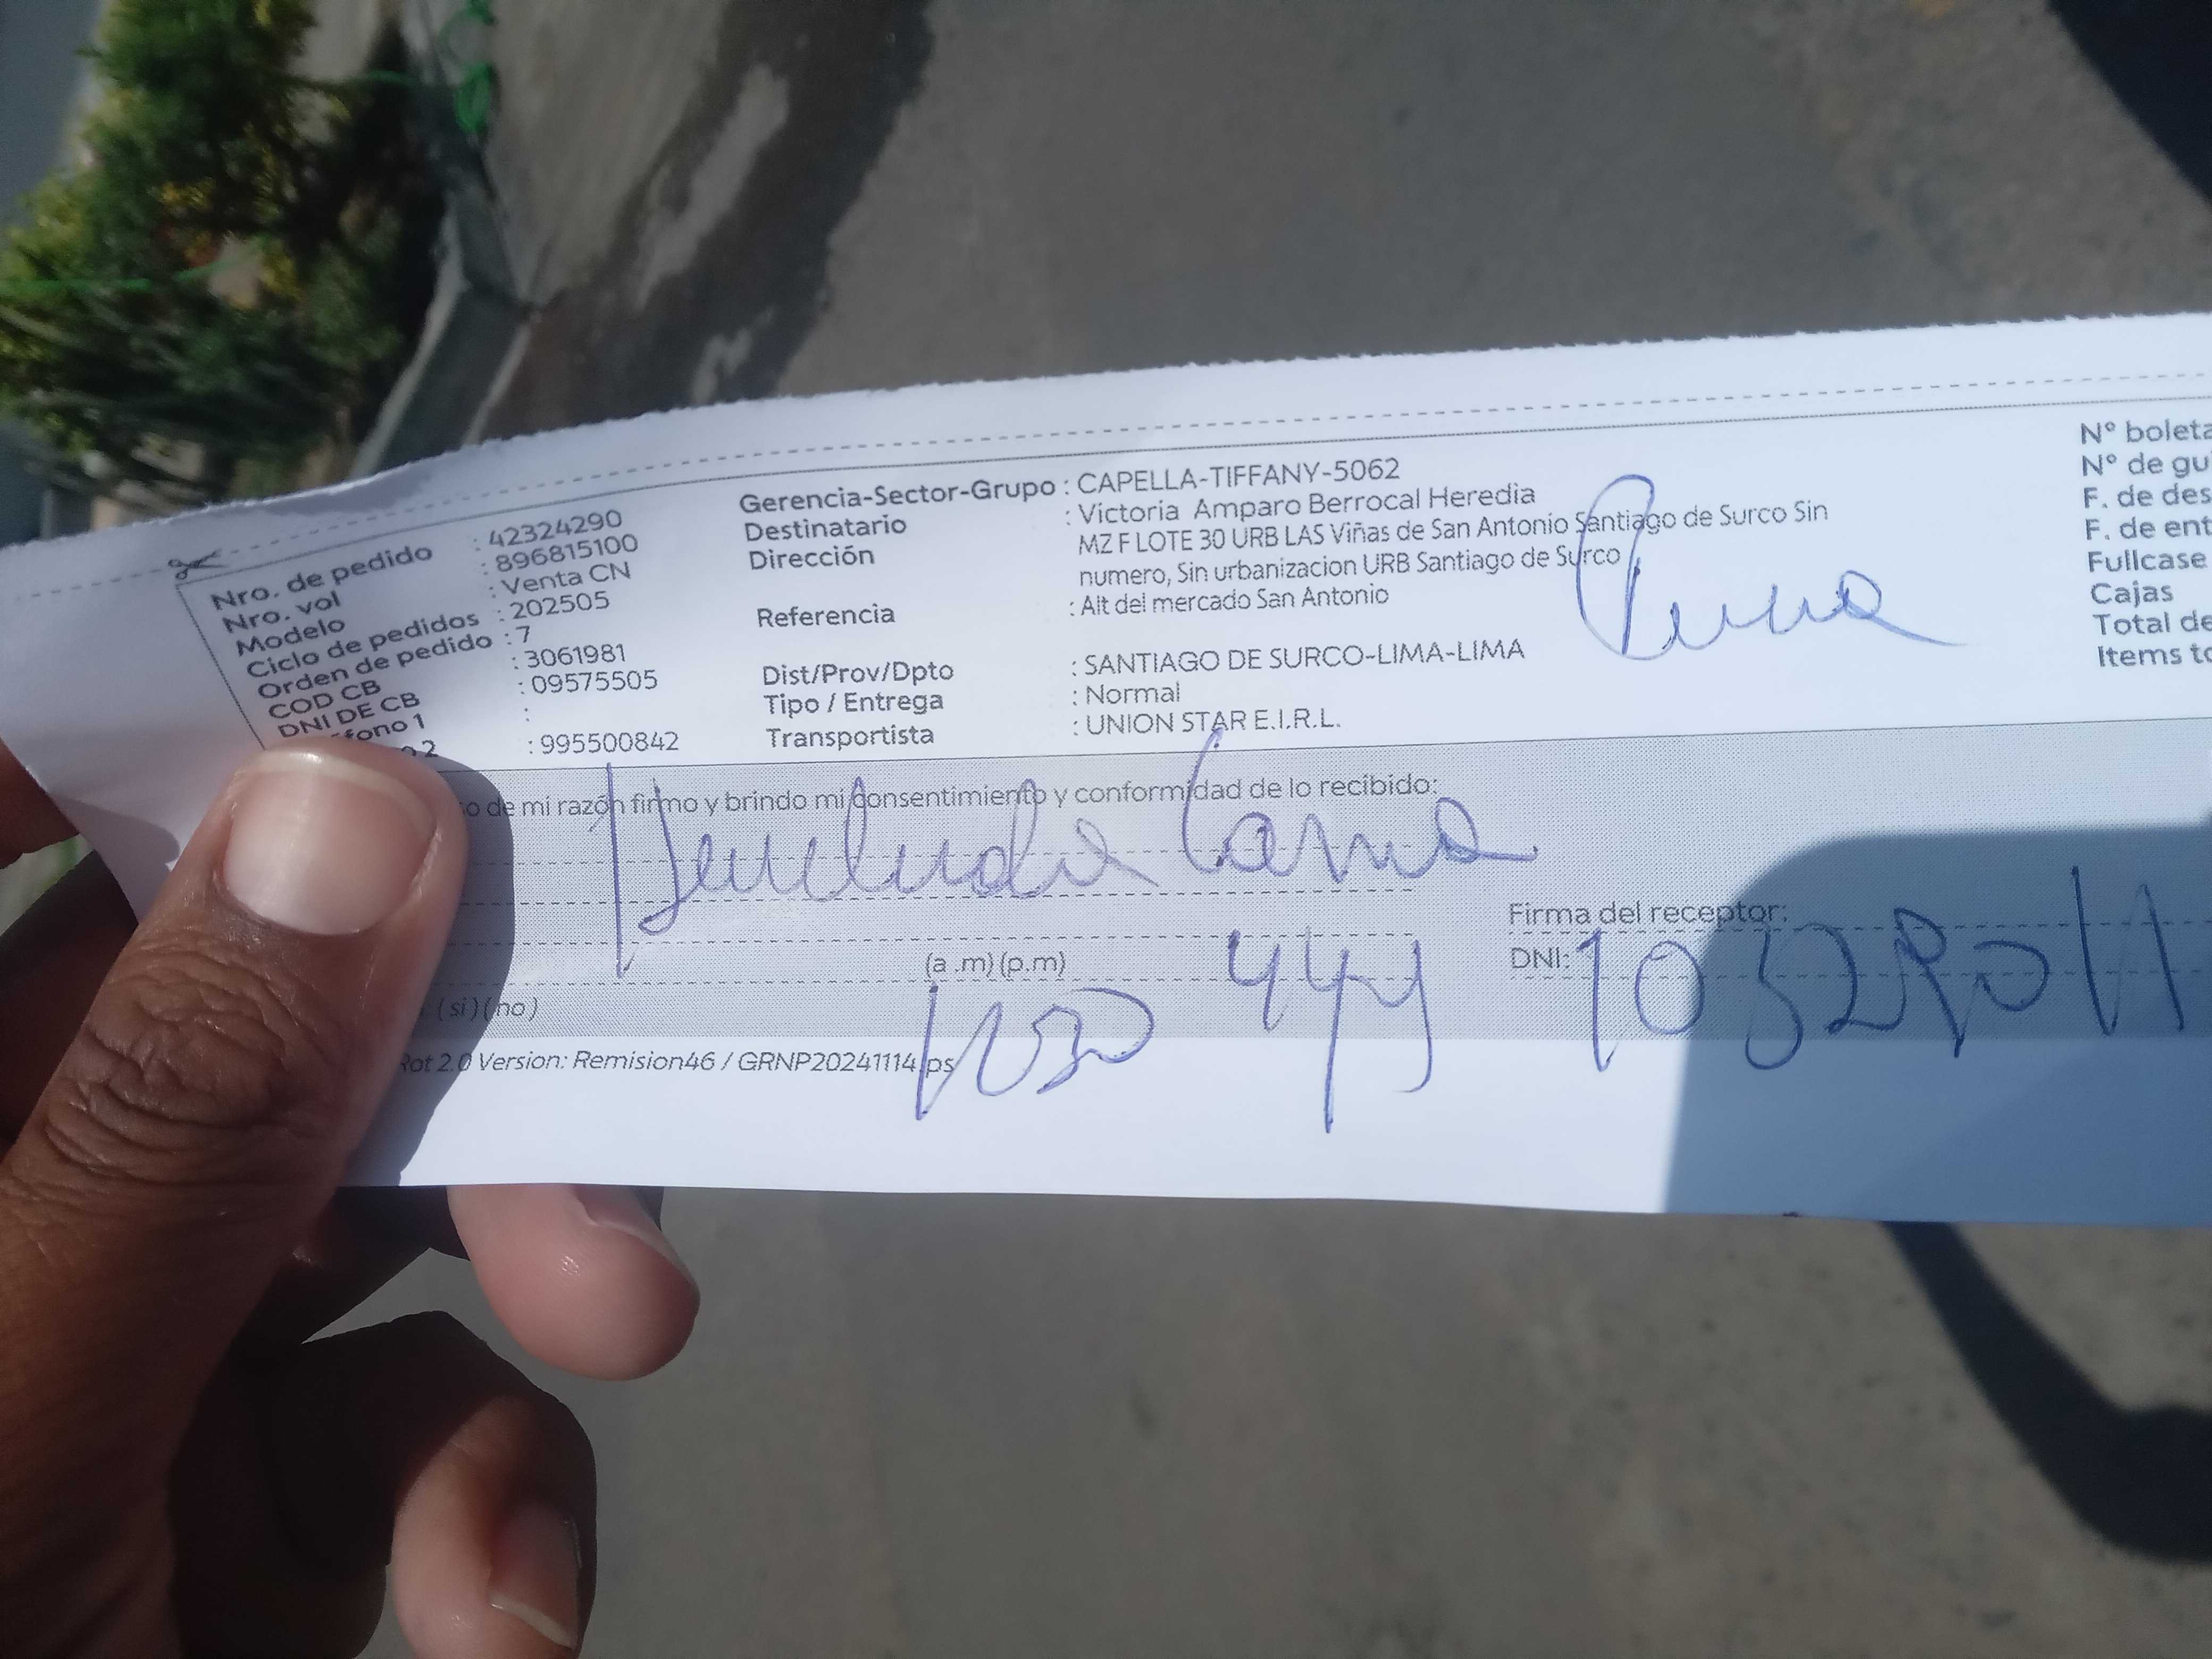 Nro. de pedido : 42324290
Nro. vol : 896815100
Modelo : Venta CN
Ciclo de pedidos : 202505
Orden de pedido : 7
COD CB : 3061981
DNI DE CB : 09575505
fono 1 :
2 : 995500842
Gerencia-Sector-Grupo : CAPELLA-TIFFANY-5062
Destinatario : Victoria Amparo Berrocal Heredia
Dirección MZ F LOTE 30 URB LAS Viñas de San Antonio Santiago de Surco Sin
numero, Sin urbanizacion URB Santiago de Surco
Referencia : Alt del mercado San Antonio
Dist/Prov/Dpto : SANTIAGO DE SURCO-LIMA-LIMA
Tipo / Entrega : Normal
Transportista : UNION STAR E.I.R.L.
N° boleta
N° de gu
F. de des
F. de ent
Fullcase
Cajas
Total de
Items to
o de mi razón firmo y brindo mi consentimiento y conformidad de lo recibido:
Firma del receptor:
(a .m) (p.m)
DNI:
(si) (no)
Rot 2.0 Version: Remision46 / GRNP20241114.ps